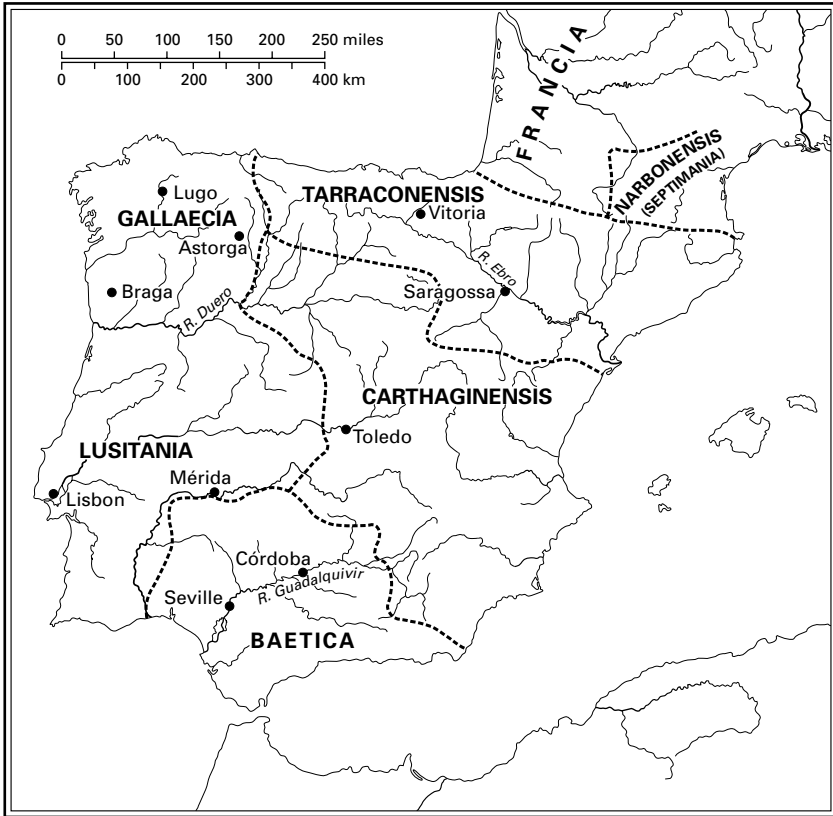 0 50 100 150 200 250 miles
0 100 200 300 400 km
FRANCIA
NARBONENSIS
(SEPTIMANIA)
Lugo
TARRACONENSIS
GALLAECIA
Vitoria
Astorga
R. Ebro
Braga
Saragossa
R. Duero
CARTHAGINENSIS
Toledo
LUSITANIA
Mérida
Lisbon
Córdoba
R. Guadalquivir
Seville
BAETICA